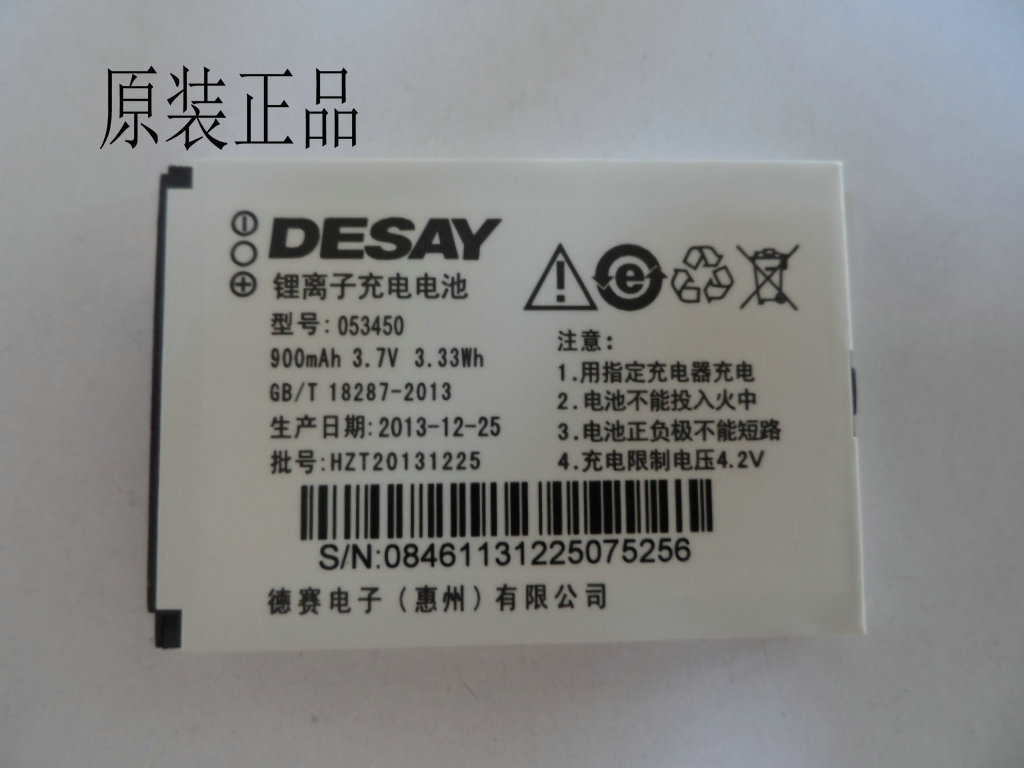 原装正品
DESAY
锂离子充电电池
型号: 053450
900mAh 3.7V 3.33Wh
GB/T 18287-2013
生产日期: 2013-12-25
批号: HZT20131225
注意:
1.用指定充电器充电
2.电池不能投入火中
3.电池正负极不能短路
4.充电限制电压4.2V
S/N:08461131225075256
德赛电子(惠州)有限公司